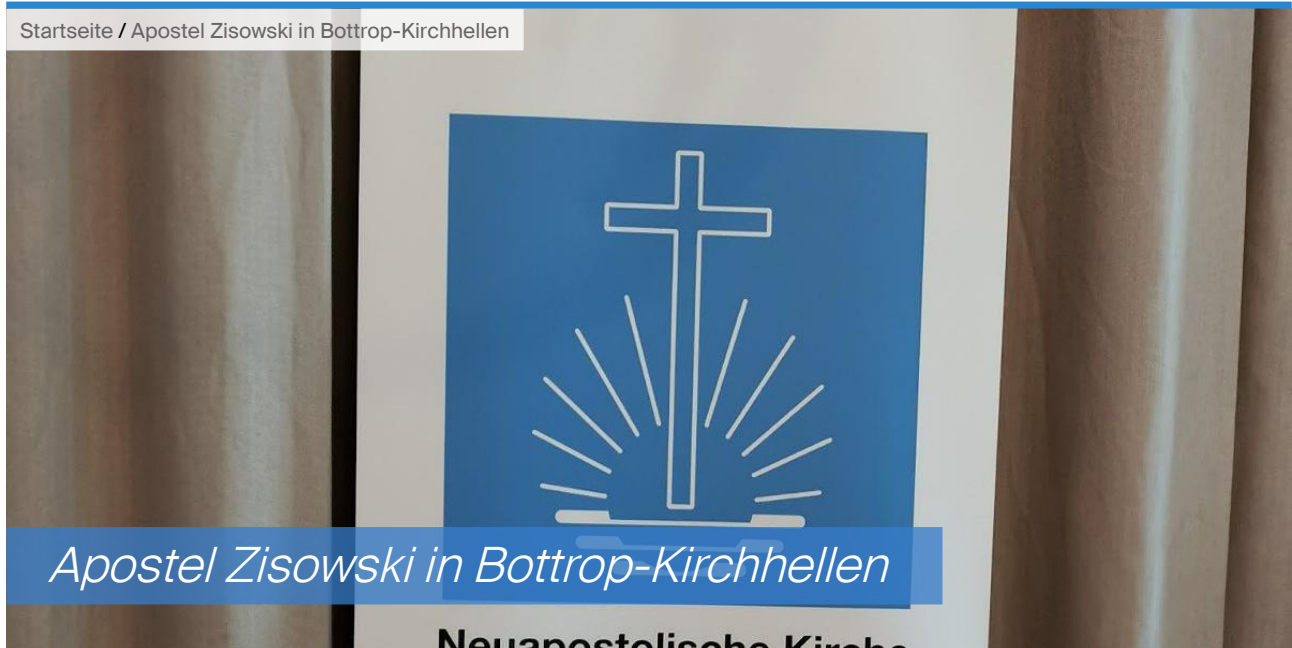 Startseite / Apostel Zisowski in Bottrop-Kirchhellen
Apostel Zisowski in Bottrop-Kirchhellen
Neuapostolische Kirche